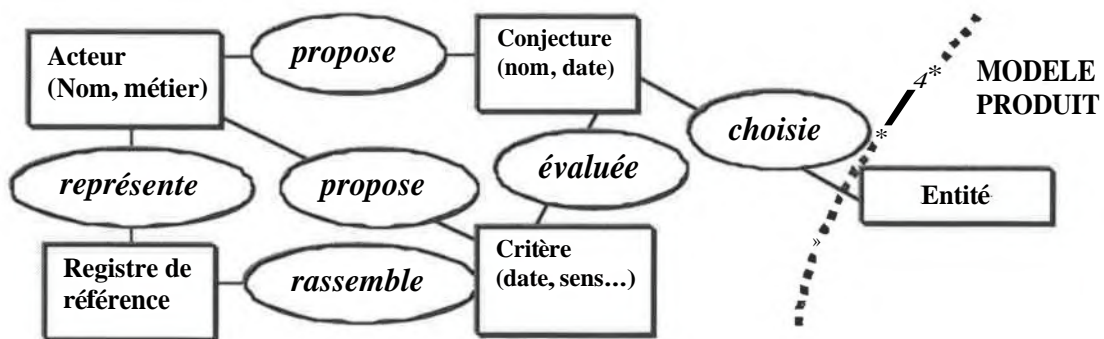 Acteur
(Nom, métier)
propose
Conjecture
(nom, date)
MODELE
PRODUIT
choisie
représente
propose
évaluée
Entité
Registre de
référence
rassemble
Critère
(date, sens...)